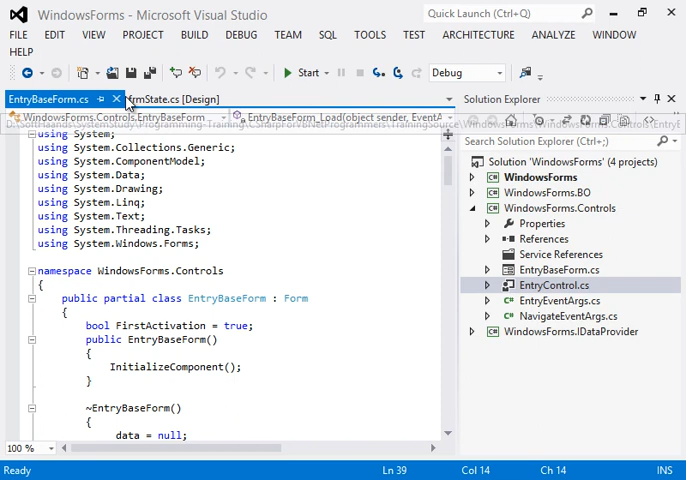 WindowsForms - Microsoft Visual Studio
Quick Launch (Ctrl+Q)
FILE EDIT VIEW PROJECT BUILD DEBUG TEAM SQL TOOLS TEST ARCHITECTURE ANALYZE WINDOW
HELP
Start Debug
EntryBaseForm.cs frmState.cs [Design]
Solution Explorer
WindowsForms.Controls.EntryBaseForm EntryBaseForm_Load(object sender, EventA
Search Solution Explorer (Ctrl+;)
using System;
using System.Collections.Generic;
using System.ComponentModel;
using System.Data;
using System.Drawing;
using System.Linq;
using System.Text;
using System.Threading.Tasks;
using System.Windows.Forms;
namespace WindowsForms.Controls
{
public partial class EntryBaseForm : Form
{
bool FirstActivation = true;
public EntryBaseForm()
{
InitializeComponent();
}
~EntryBaseForm()
{
data = null;
Solution 'WindowsForms' (4 projects)
WindowsForms
WindowsForms.BO
WindowsForms.Controls
Properties
References
Service References
EntryBaseForm.cs
EntryControl.cs
EntryEventArgs.cs
NavigateEventArgs.cs
WindowsForms.IDataProvider
100 %
Ready Ln 39 Col 14 Ch 14 INS